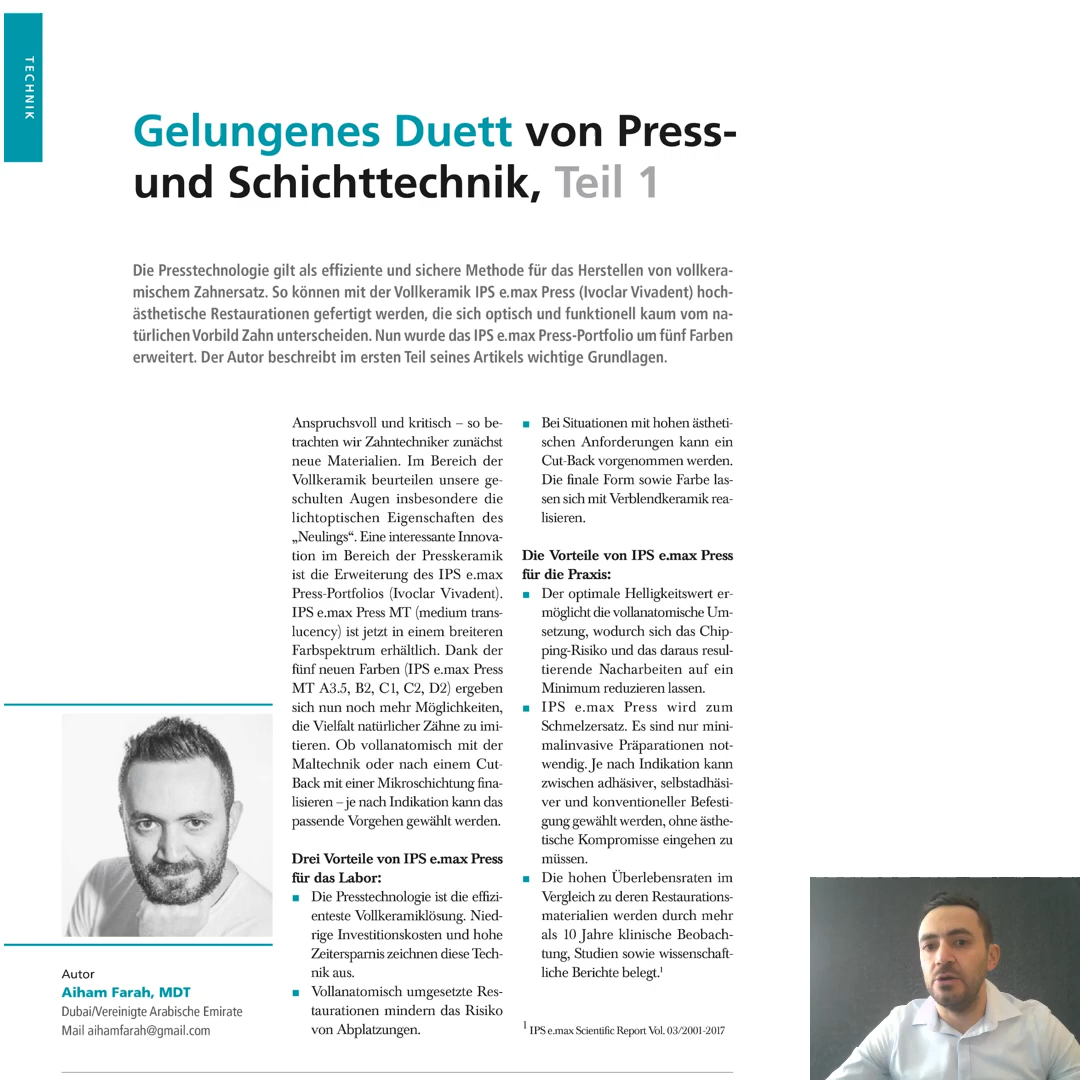 TECHNIK
Gelungenes Duett von Press-
und Schichttechnik, Teil 1
Die Presstechnologie gilt als effiziente und sichere Methode für das Herstellen von vollkera-
mischem Zahnersatz. So können mit der Vollkeramik IPS e.max Press (Ivoclar Vivadent) hoch-
ästhetische Restaurationen gefertigt werden, die sich optisch und funktionell kaum vom na-
türlichen Vorbild Zahn unterscheiden. Nun wurde das IPS e.max Press-Portfolio um fünf Farben
erweitert. Der Autor beschreibt im ersten Teil seines Artikels wichtige Grundlagen.
Anspruchsvoll und kritisch – so be-
trachten wir Zahntechniker zunächst
neue Materialien. Im Bereich der
Vollkeramik beurteilen unsere ge-
schulten Augen insbesondere die
lichtoptischen Eigenschaften des
„Neulings“. Eine interessante Innova-
tion im Bereich der Presskeramik
ist die Erweiterung des IPS e.max
Press-Portfolios (Ivoclar Vivadent).
IPS e.max Press MT (medium trans-
lucency) ist jetzt in einem breiteren
Farbspektrum erhältlich. Dank der
fünf neuen Farben (IPS e.max Press
MT A3.5, B2, C1, C2, D2) ergeben
sich nun noch mehr Möglichkeiten,
die Vielfalt natürlicher Zähne zu imi-
tieren. Ob vollanatomisch mit der
Maltechnik oder nach einem Cut-
Back mit einer Mikroschichtung fina-
lisieren – je nach Indikation kann das
passende Vorgehen gewählt werden.
Drei Vorteile von IPS e.max Press
für das Labor:
■ Die Presstechnologie ist die effizi-
enteste Vollkeramiklösung. Nied-
rige Investitionskosten und hohe
Zeitersparnis zeichnen diese Tech-
nik aus.
■ Vollanatomisch umgesetzte Res-
taurationen mindern das Risiko
von Abplatzungen.
■ Bei Situationen mit hohen ästheti-
schen Anforderungen kann ein
Cut-Back vorgenommen werden.
Die finale Form sowie Farbe las-
sen sich mit Verblendkeramik rea-
lisieren.
Die Vorteile von IPS e.max Press
für die Praxis:
■ Der optimale Helligkeitswert er-
möglicht die vollanatomische Um-
setzung, wodurch sich das Chip-
ping-Risiko und das daraus resul-
tierende Nacharbeiten auf ein
Minimum reduzieren lassen.
■ IPS e.max Press wird zum
Schmelzersatz. Es sind nur mini-
malinvasive Präparationen not-
wendig. Je nach Indikation kann
zwischen adhäsiver, selbstadhäsi-
ver und konventioneller Befesti-
gung gewählt werden, ohne ästhe-
tische Kompromisse eingehen zu
müssen.
■ Die hohen Überlebensraten im
Vergleich zu deren Restaurations-
materialien werden durch mehr
als 10 Jahre klinische Beobach-
tung, Studien sowie wissenschaft-
liche Berichte belegt.¹
¹ IPS e.max Scientific Report Vol. 03/2001-2017
Autor
Aiham Farah, MDT
Dubai/Vereinigte Arabische Emirate
Mail aihamfarah@gmail.com